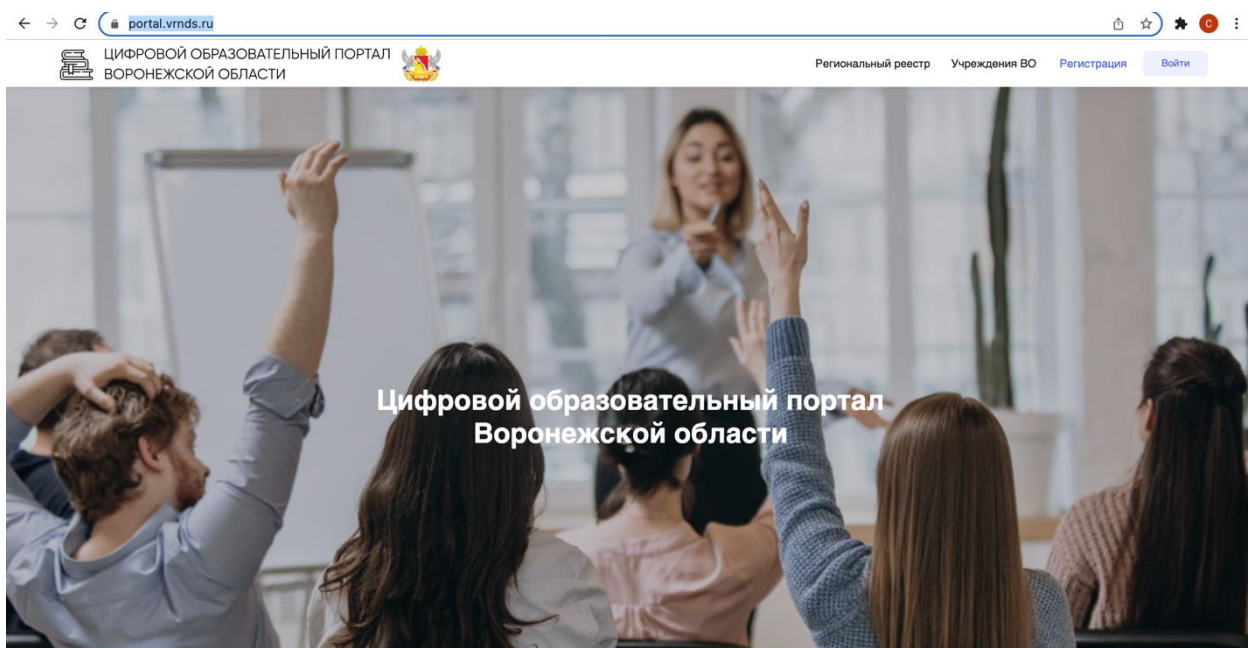 portal.vrnds.ru
С
ЦИФРОВОЙ ОБРАЗОВАТЕЛЬНЫЙ ПОРТАЛ
ВОРОНЕЖСКОЙ ОБЛАСТИ
Региональный реестр Учреждения ВО Регистрация Войти
Цифровой образовательный портал
Воронежской области